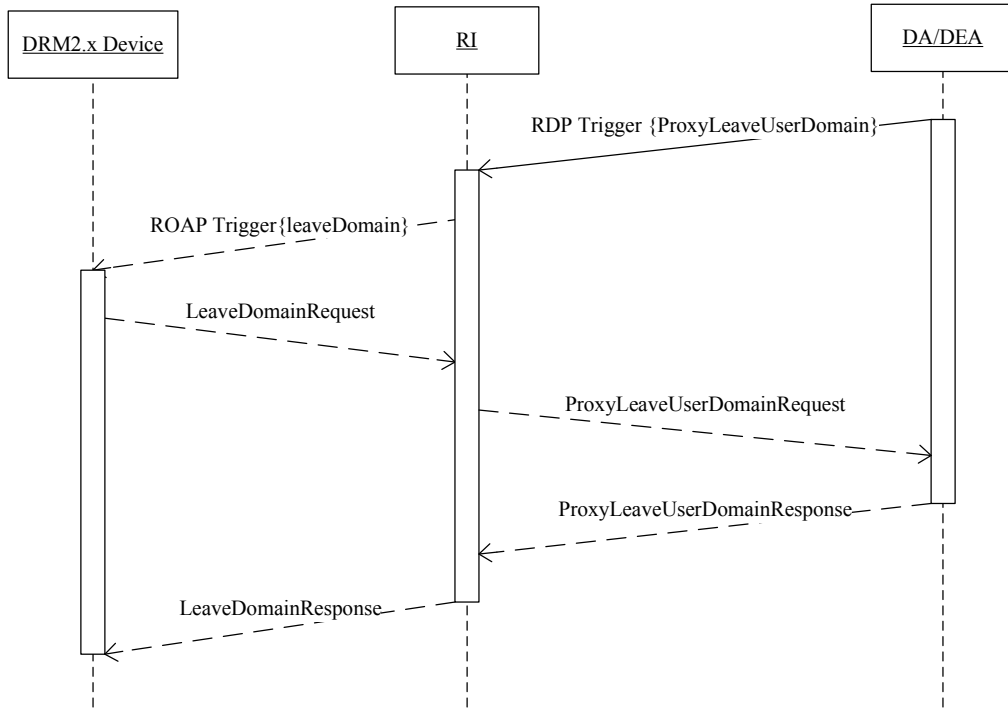 DRM2.x Device
RI
DA/DEA
RDP Trigger {ProxyLeaveUserDomain}
ROAP Trigger{leaveDomain}
LeaveDomainRequest
ProxyLeaveUserDomainRequest
ProxyLeaveUserDomainResponse
LeaveDomainResponse